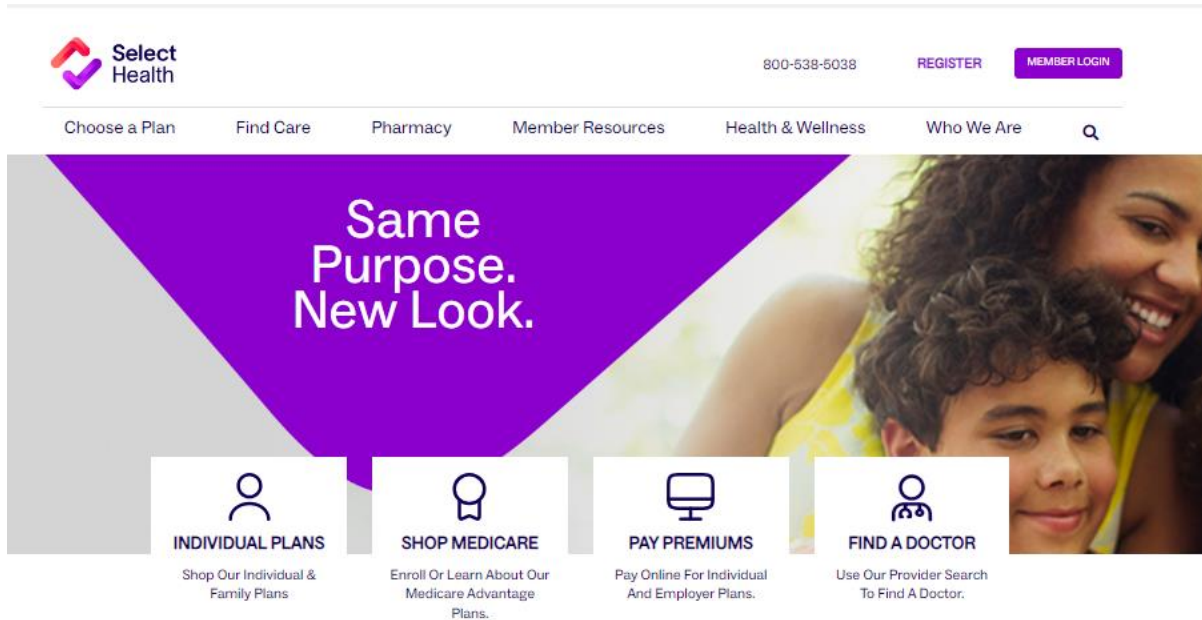 Select
Health
800-538-5038
REGISTER
MEMBER LOGIN
Choose a Plan
Find Care
Pharmacy
Member Resources
Health & Wellness
Who We Are
Same
Purpose.
New Look.
INDIVIDUAL PLANS
Shop Our Individual &
Family Plans
SHOP MEDICARE
Enroll Or Learn About Our
Medicare Advantage
Plans.
PAY PREMIUMS
Pay Online For Individual
And Employer Plans.
FIND A DOCTOR
Use Our Provider Search
To Find A Doctor.